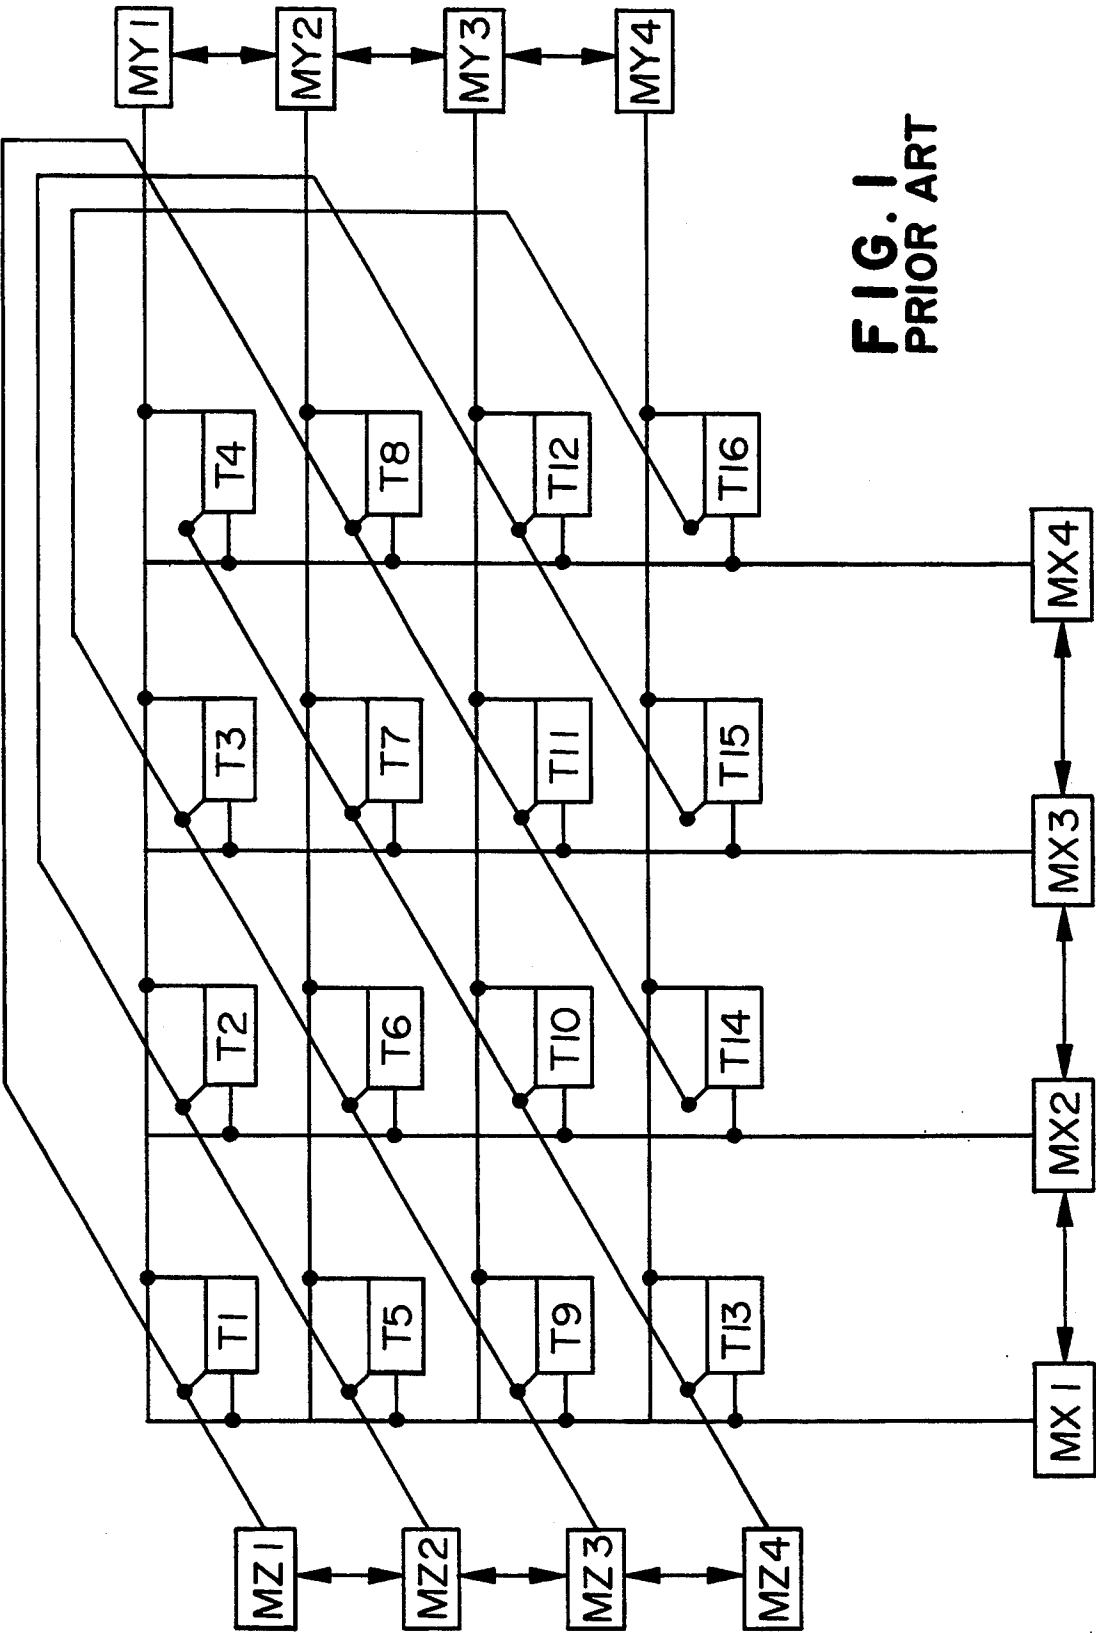 MY1
T1 T2 T3 T4
MZ1
MY2
T5 T6 T7 T8
MZ2
MY3
T9 T10 T11 T12
MZ3
MY4
T13 T14 T15 T16
MZ4
FIG. 1
PRIOR ART
MX1 MX2 MX3 MX4